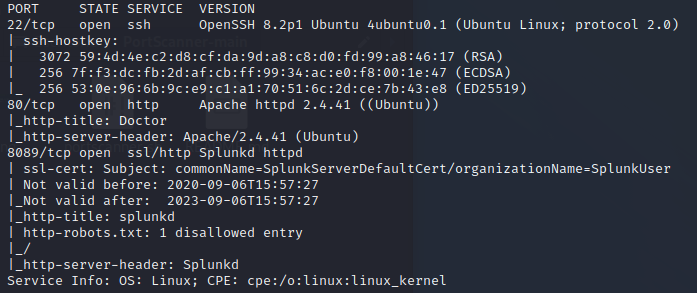 PORT     STATE SERVICE  VERSION
22/tcp   open  ssh      OpenSSH 8.2p1 Ubuntu 4ubuntu0.1 (Ubuntu Linux; protocol 2.0)
| ssh-hostkey:
|   3072 59:4d:4e:c2:d8:cf:da:9d:a8:c8:d0:fd:99:a8:46:17 (RSA)
|   256 7f:f3:dc:fb:2d:af:cb:ff:99:34:ac:e0:f8:00:1e:47 (ECDSA)
|_  256 53:0e:96:6b:9c:e9:c1:a1:70:51:6c:2d:ce:7b:43:e8 (ED25519)
80/tcp   open  http     Apache httpd 2.4.41 ((Ubuntu))
|_http-title: Doctor
|_http-server-header: Apache/2.4.41 (Ubuntu)
8089/tcp open  ssl/http Splunkd httpd
| ssl-cert: Subject: commonName=SplunkServerDefaultCert/organizationName=SplunkUser
| Not valid before: 2020-09-06T15:57:27
|_Not valid after:  2023-09-06T15:57:27
|_http-title: splunkd
| http-robots.txt: 1 disallowed entry
|_/
|_http-server-header: Splunkd
Service Info: OS: Linux; CPE: cpe:/o:linux:linux_kernel